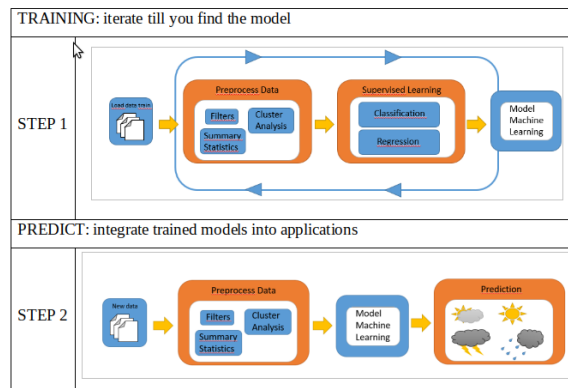 TRAINING: iterate till you find the model
STEP 1
Load data train
Preprocess Data
Filters
Cluster
Analysis
Summary
Statistics
Supervised Learning
Classification
Regression
Model
Machine
Learning
PREDICT: integrate trained models into applications
STEP 2
New data
Preprocess Data
Filters
Cluster
Analysis
Summary
Statistics
Model
Machine
Learning
Prediction